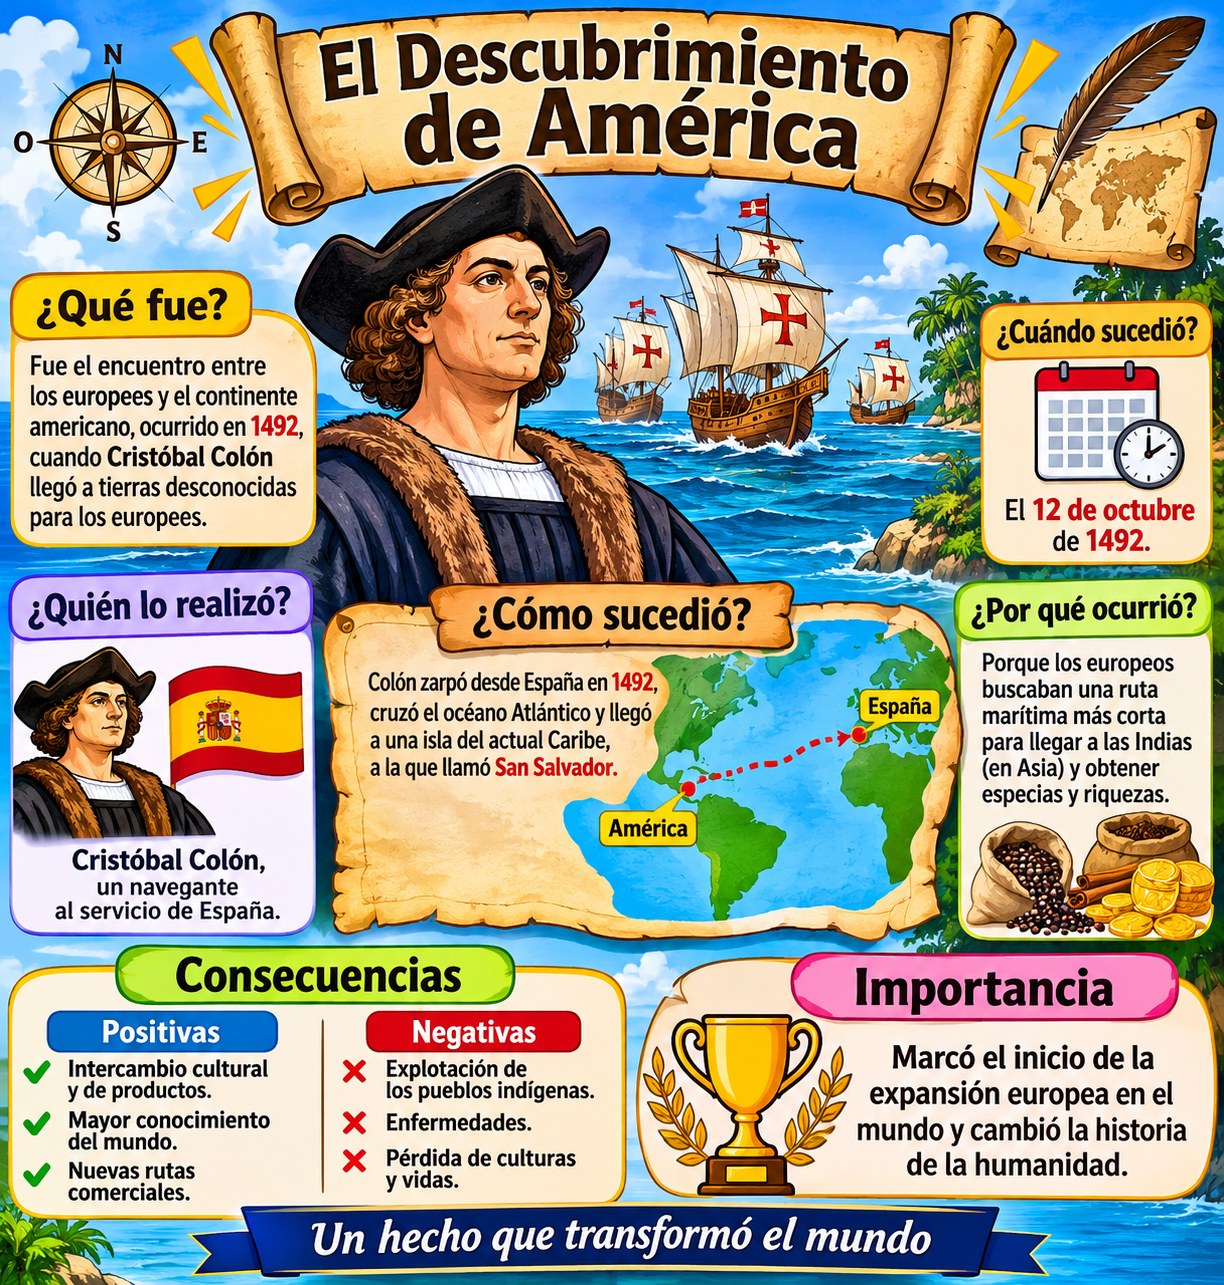 El Descubrimiento
de América
N
O
E
S
¿Qué fue?
Fue el encuentro entre
los europees y el continente
americano, ocurrido en 1492,
cuando Cristóbal Colón
llegó a tierras desconocidas
para los europees.
¿Cuándo sucedió?
El 12 de octubre
de 1492.
¿Quién lo realizó?
Cristóbal Colón,
un navegante
al servicio de España.
¿Cómo sucedió?
Colón zarpó desde España en 1492,
cruzó el océano Atlántico y llegó
a una isla del actual Caribe,
a la que llamó San Salvador.
España
América
¿Por qué ocurrió?
Porque los europeos
buscaban una ruta
marítima más corta
para llegar a las Indias
(en Asia) y obtener
especias y riquezas.
Consecuencias
Positivas
Intercambio cultural
y de productos.
Mayor conocimiento
del mundo.
Nuevas rutas
comerciales.
Negativas
Explotación de
los pueblos indígenas.
Enfermedades.
Pérdida de culturas
y vidas.
Importancia
Marcó el inicio de la
expansión europea en el
mundo y cambió la historia
de la humanidad.
Un hecho que transformó el mundo